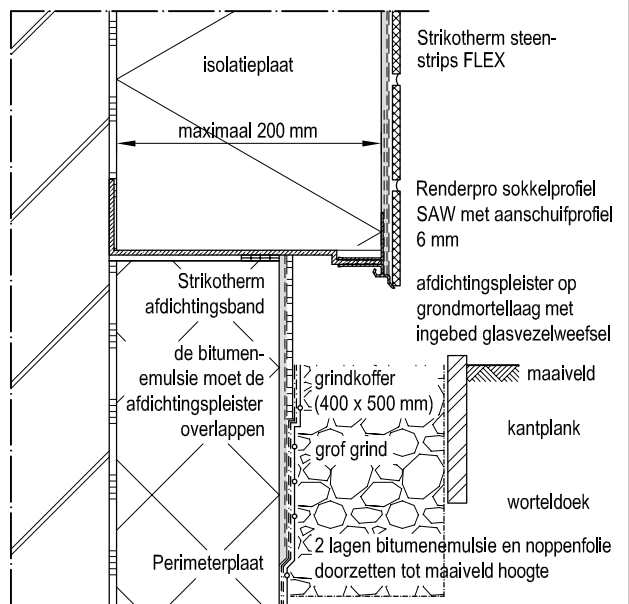 isolatieplaat
maximaal 200 mm
Strikotherm steen-
strips FLEX
Renderpro sokkelprofiel
SAW met aanschuifprofiel
6 mm
Strikotherm
afdichtingsband
afdichtingspleister op
grondmortellaag met
ingebed glasvezelweefsel
de bitumen-
emulsie moet de
afdichtingspleister
overlappen
grindkoffer
(400 x 500 mm)
maaiveld
kantplank
grof grind
worteldoek
Perimeterplaat
2 lagen bitumenemulsie en noppenfolie
doorzetten tot maaiveld hoogte